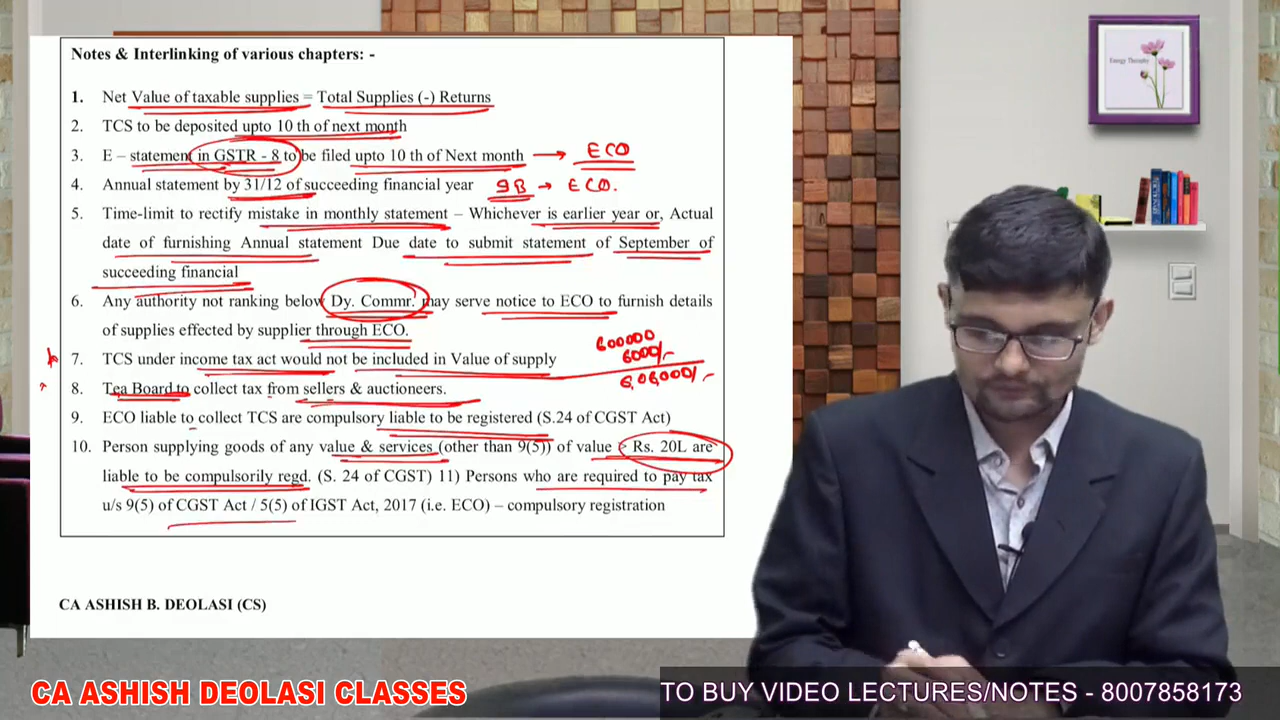 Notes & Interlinking of various chapters: -
1. Net Value of taxable supplies = Total Supplies (-) Returns
2. TCS to be deposited upto 10 th of next month
3. E – statement in GSTR - 8 to be filed upto 10 th of Next month → ECO
4. Annual statement by 31/12 of succeeding financial year 9B → ECO.
5. Time-limit to rectify mistake in monthly statement – Whichever is earlier year or, Actual
date of furnishing Annual statement Due date to submit statement of September of
succeeding financial
6. Any authority not ranking below Dy. Commr. may serve notice to ECO to furnish details
of supplies effected by supplier through ECO.
600000
6000/-
7. TCS under income tax act would not be included in Value of supply
6,06000/-
8. Tea Board to collect tax from sellers & auctioneers.
9. ECO liable to collect TCS are compulsory liable to be registered (S.24 of CGST Act)
10. Person supplying goods of any value & services (other than 9(5)) of value > Rs. 20L are
liable to be compulsorily regd. (S. 24 of CGST) 11) Persons who are required to pay tax
u/s 9(5) of CGST Act / 5(5) of IGST Act, 2017 (i.e. ECO) – compulsory registration
CA ASHISH B. DEOLASI (CS)
Energy Therapy
CA ASHISH DEOLASI CLASSES
TO BUY VIDEO LECTURES/NOTES - 8007858173